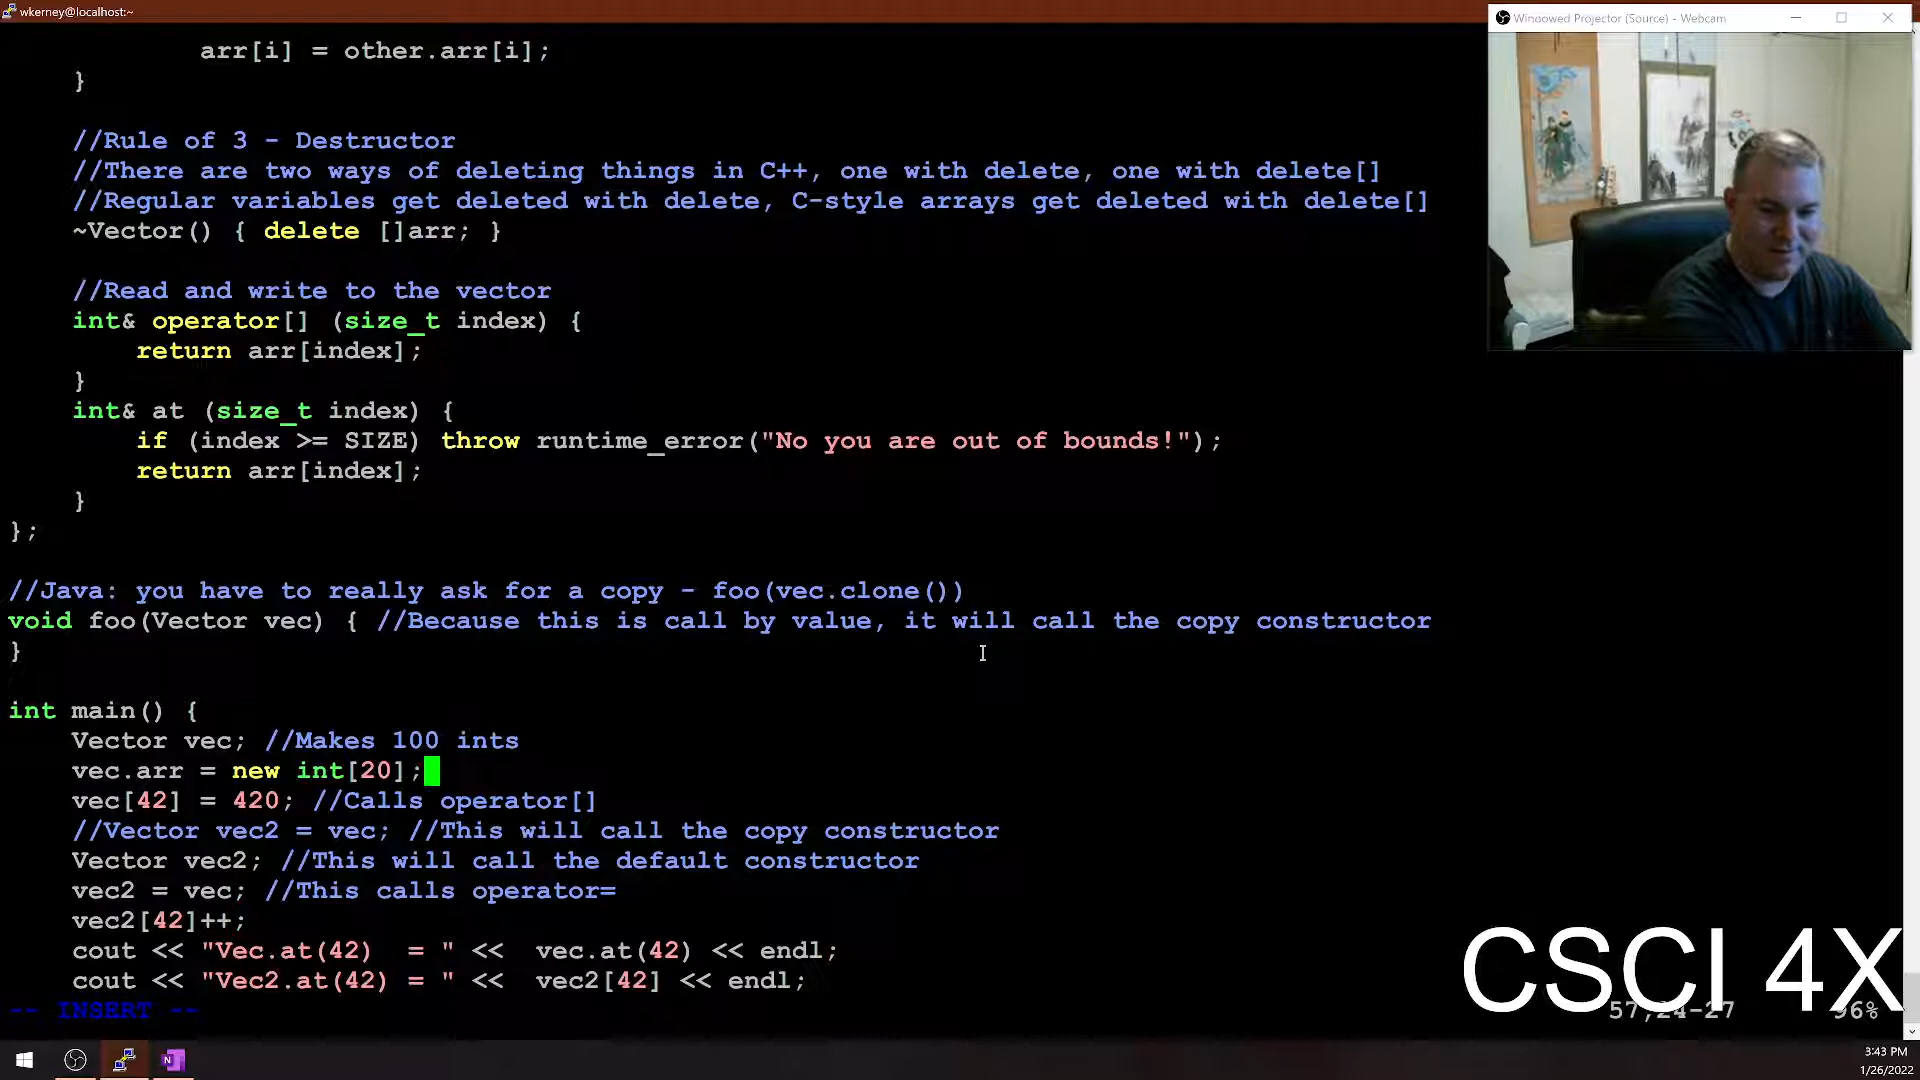 wkerney@localhost:~
Windowed Projector (Source) - Webcam
arr[i] = other.arr[i];
}
//Rule of 3 - Destructor
//There are two ways of deleting things in C++, one with delete, one with delete[]
//Regular variables get deleted with delete, C-style arrays get deleted with delete[]
~Vector() { delete []arr; }
//Read and write to the vector
int& operator[] (size_t index) {
return arr[index];
}
int& at (size_t index) {
if (index >= SIZE) throw runtime_error("No you are out of bounds!");
return arr[index];
}
};
//Java: you have to really ask for a copy - foo(vec.clone())
void foo(Vector vec) { //Because this is call by value, it will call the copy constructor
}
int main() {
Vector vec; //Makes 100 ints
vec.arr = new int[20];
vec[42] = 420; //Calls operator[]
//Vector vec2 = vec; //This will call the copy constructor
Vector vec2; //This will call the default constructor
vec2 = vec; //This calls operator=
vec2[42]++;
cout << "Vec.at(42)  = " <<  vec.at(42) << endl;
cout << "Vec2.at(42) = " <<  vec2[42] << endl;
-- INSERT --
57,24-27
96%
CSCI 4X
3:43 PM
1/26/2022